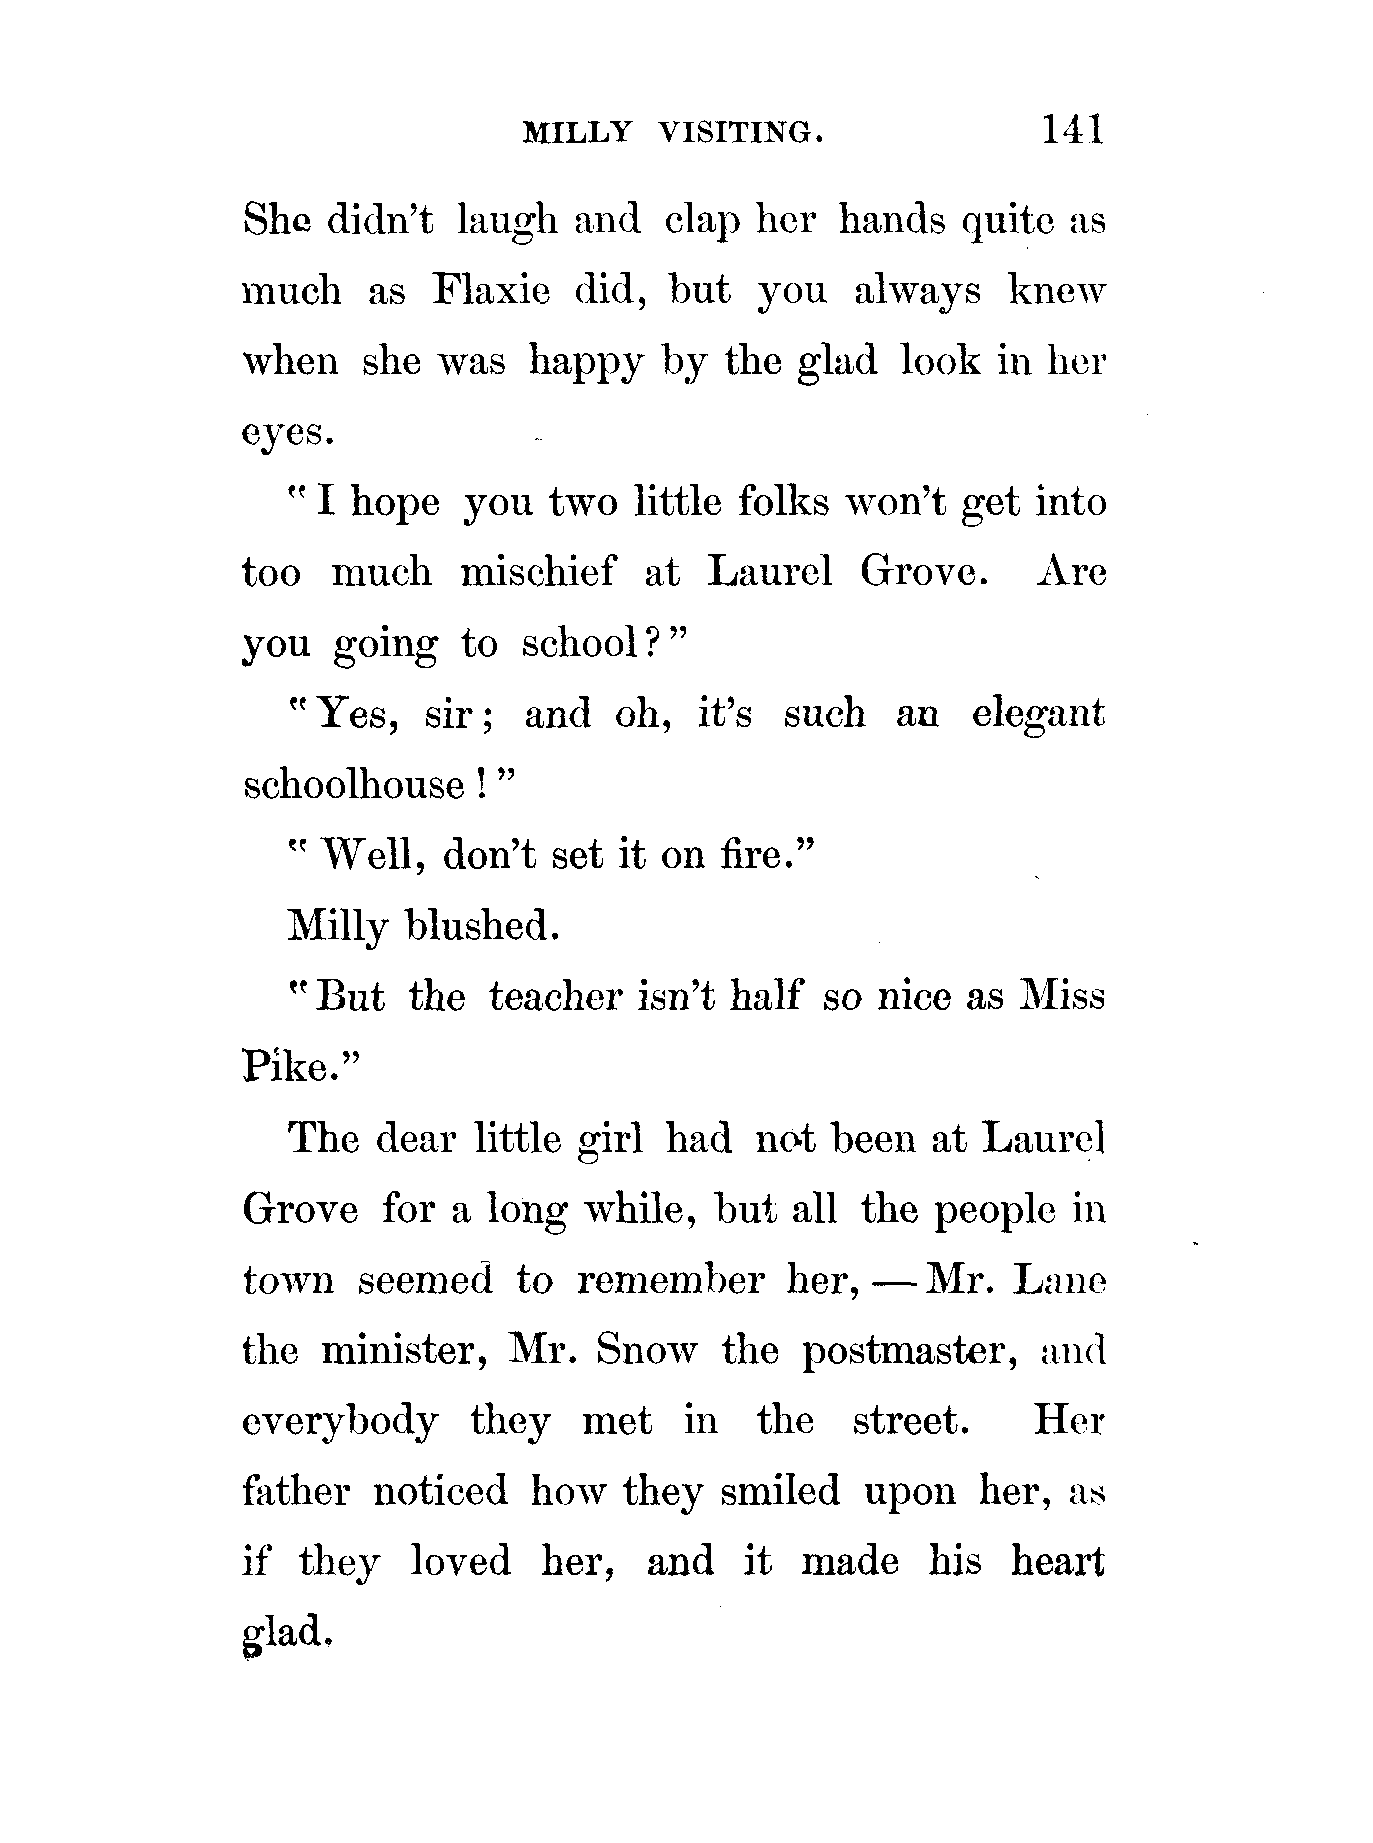 MILLY VISITING. 141
She didn't laugh and clap her hands quite as
much as Flaxie did, but you always knew
when she was happy by the glad look in her
eyes.
"I hope you two little folks won't get into
too much mischief at Laurel Grove. Are
you going to school?"
"Yes, sir; and oh, it's such an elegant
schoolhouse!"
"Well, don't set it on fire."
Milly blushed.
"But the teacher isn't half so nice as Miss
Pike."
The dear little girl had not been at Laurel
Grove for a long while, but all the people in
town seemed to remember her,—Mr. Lane
the minister, Mr. Snow the postmaster, and
everybody they met in the street. Her
father noticed how they smiled upon her, as
if they loved her, and it made his heart
glad.